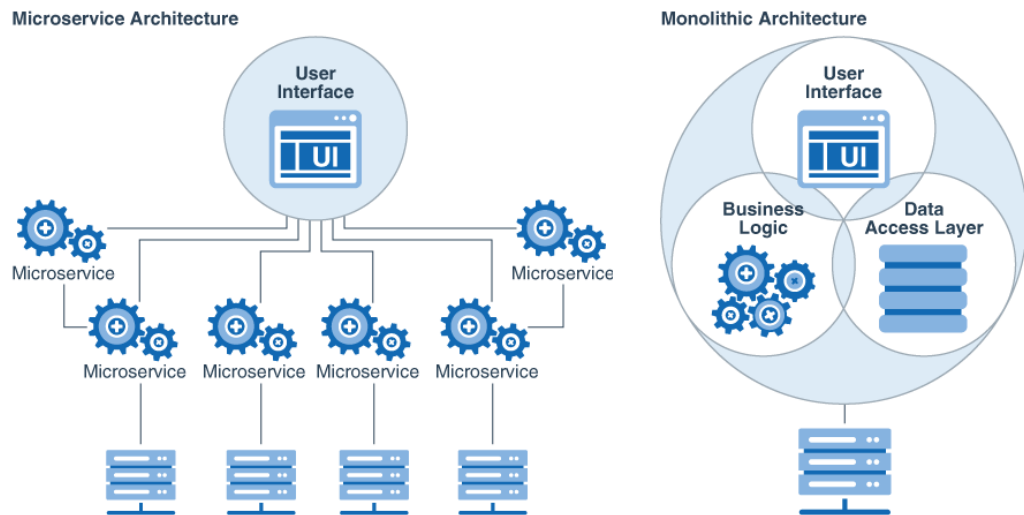 Microservice Architecture
User
Interface
UI
Microservice
Microservice
Microservice
Microservice
Microservice
Microservice
Monolithic Architecture
User
Interface
UI
Business
Logic
Data
Access Layer